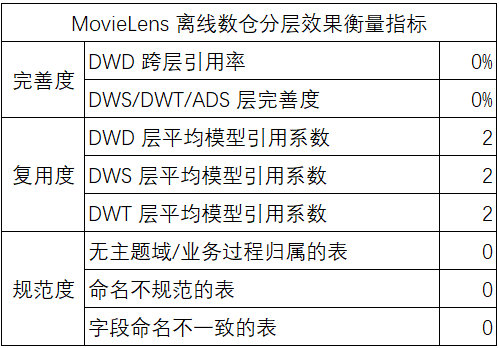 MovieLens 离线数仓分层效果衡量指标
完善度
DWD 跨层引用率 0%
DWS/DWT/ADS 层完善度 0%
复用度
DWD 层平均模型引用系数 2
DWS 层平均模型引用系数 2
DWT 层平均模型引用系数 2
规范度
无主题域/业务过程归属的表 0
命名不规范的表 0
字段命名不一致的表 0